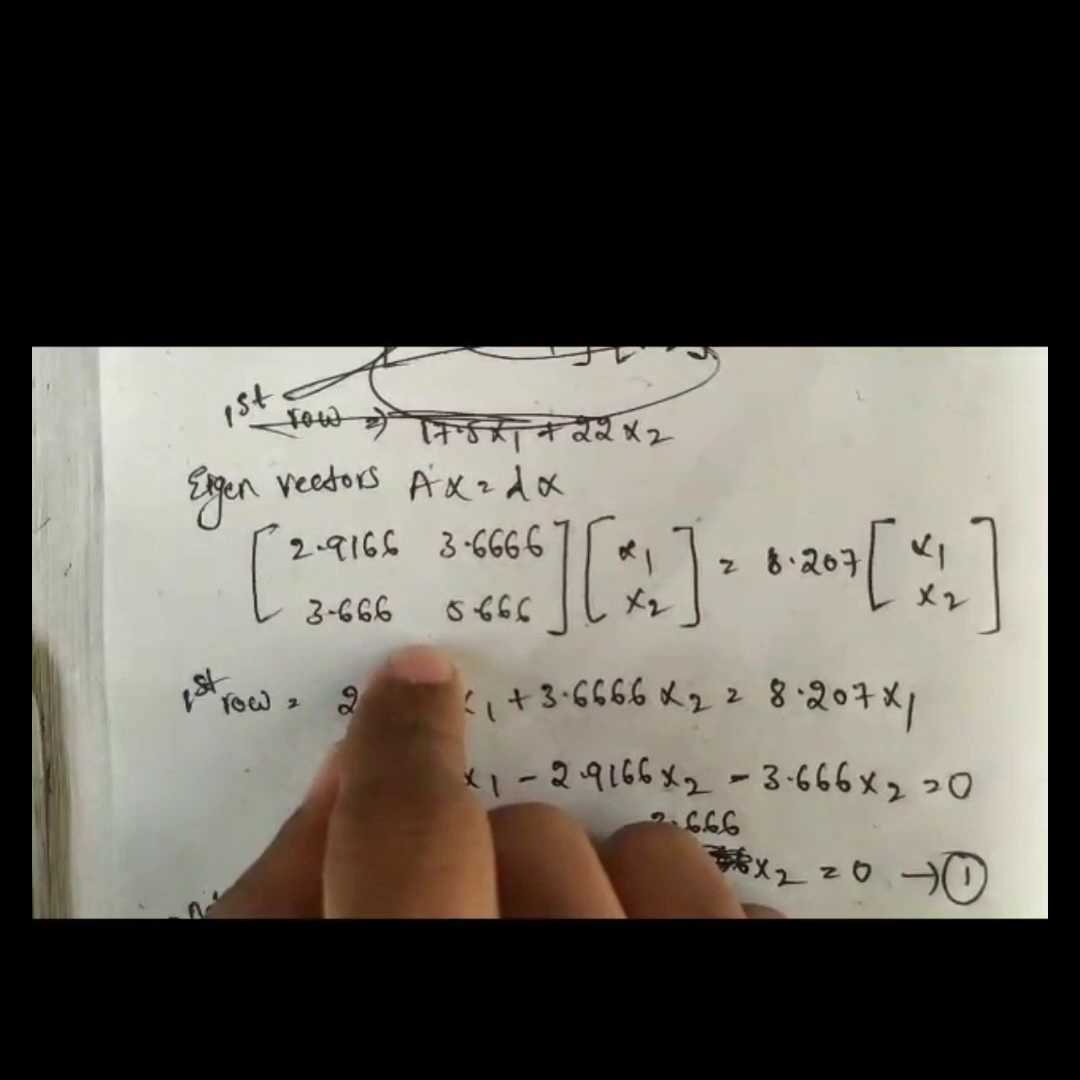 1st row => 17.5x1 + 22x2
Eigen vectors Ax = λx
[ 2.9166 3.6666 ] [ x1 ] = 8.207 [ x1 ]
[ 3.666 5.666 ] [ x2 ] [ x2 ]
1st row = 2 x1 + 3.6666 x2 = 8.207 x1
x1 - 2.9166 x2 - 3.666 x2 = 0
.666
x2 = 0 → ①